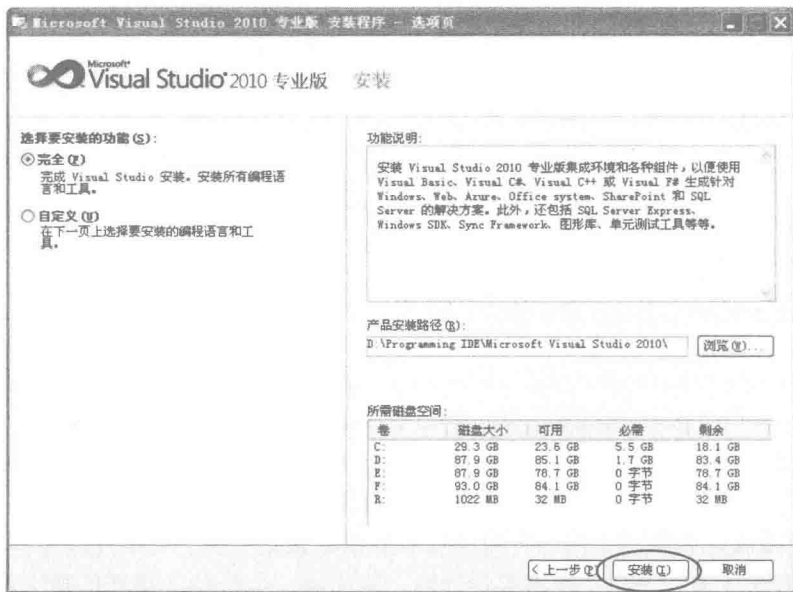 Microsoft Visual Studio 2010 专业版 安装程序 - 选项页
Microsoft
Visual Studio 2010 专业版 安装
选择要安装的功能(S):
完全(F)
完成 Visual Studio 安装。安装所有编程语
言和工具。
自定义(U)
在下一页上选择要安装的编程语言和工
具。
功能说明:
安装 Visual Studio 2010 专业版集成环境和各种组件，以便使用
Visual Basic、Visual C#、Visual C++ 或 Visual F# 生成针对
Windows、Web、Azure、Office system、SharePoint 和 SQL
Server 的解决方案。此外，还包括 SQL Server Express、
Windows SDK、Sync Framework、图形库、单元测试工具等等。
产品安装路径(R):
D:\Programming IDE\Microsoft Visual Studio 2010\ 浏览(W)...
所需磁盘空间:
卷 磁盘大小 可用 必需 剩余
C: 29.3 GB 23.6 GB 5.5 GB 18.1 GB
D: 87.9 GB 85.1 GB 1.7 GB 83.4 GB
E: 87.9 GB 78.7 GB 0 字节 78.7 GB
F: 93.0 GB 84.1 GB 0 字节 84.1 GB
R: 1022 MB 32 MB 0 字节 32 MB
< 上一步(P) 安装(I) 取消